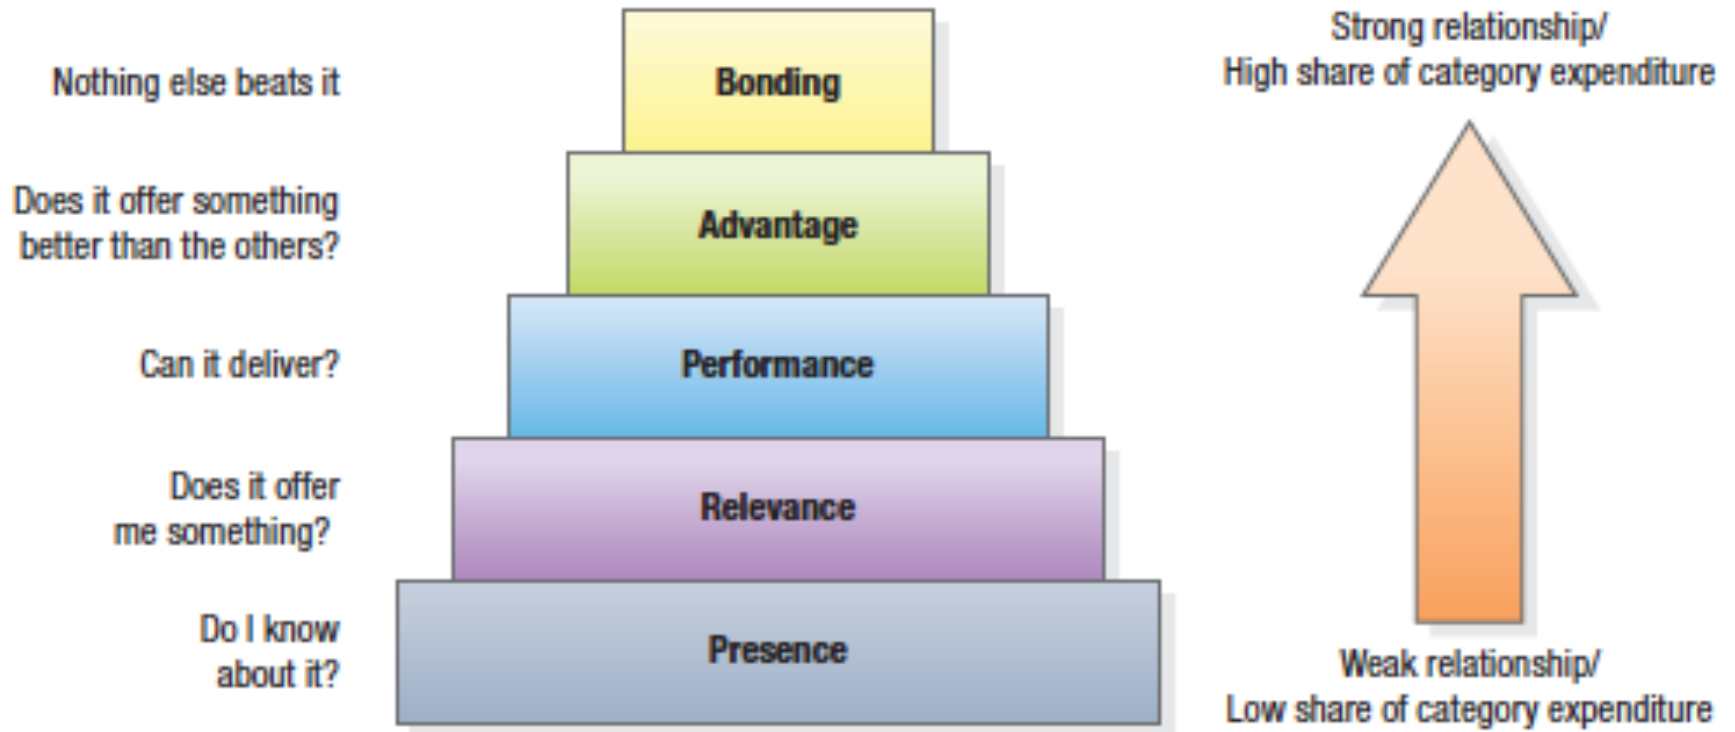 Nothing else beats it
Bonding
Strong relationship/
High share of category expenditure
Does it offer something
better than the others?
Advantage
Can it deliver?
Performance
Does it offer
me something?
Relevance
Do I know
about it?
Presence
Weak relationship/
Low share of category expenditure